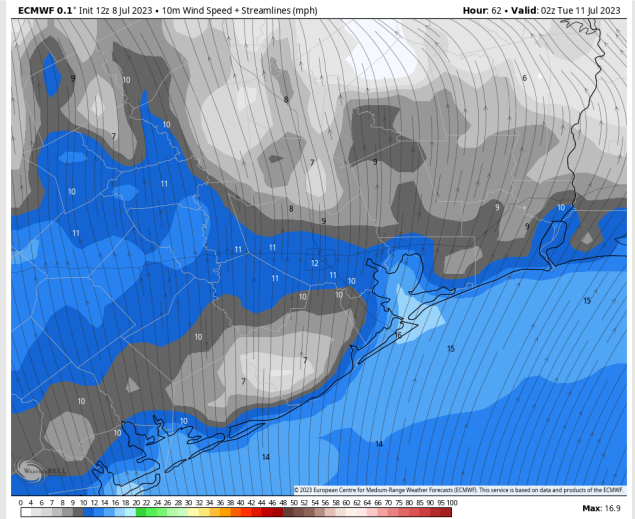 ECMWF 0.1° Init 12z 8 Jul 2023 • 10m Wind Speed + Streamlines (mph) Hour: 62 • Valid: 02z Tue 11 Jul 2023
9 10 6
8
10
7
7 9
10 11
8 9 10
11 9 9
11 11
12
11 11 10
10 10
15
10 16 15
7
7
10
10 10
14
14
WeatherBELL
© 2023 European Centre for Medium-Range Weather Forecasts (ECMWF). This service is based on data and products of the ECMWF.
0 4 6 7 8 9 10 12 14 16 18 20 22 24 26 28 30 32 34 36 38 40 42 44 46 48 50 52 54 56 58 60 62 64 66 70 75 80 85 90 95 100 Max: 16.9